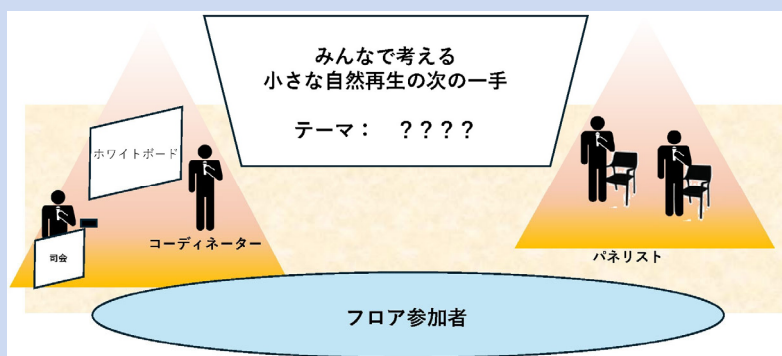 みんなで考える
小さな自然再生の次の一手
テーマ： ？？？？
ホワイトボード
コーディネーター
司会
パネリスト
フロア参加者